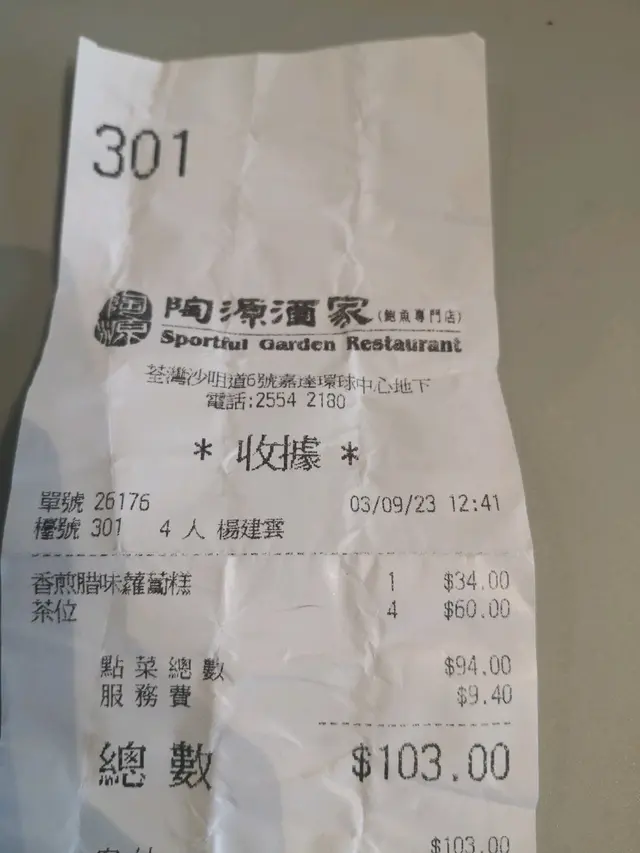 301
陶源
陶源酒家(鮑魚專門店)
Sportful Garden Restaurant
荃灣沙咀道6號嘉達環球中心地下
電話:2554 2180
* 收據 *
單號 26176 03/09/23 12:41
檯號 301 4 人 楊建雲
香煎腊味蘿蔔糕 1 $34.00
茶位 4 $60.00
點菜總數 $94.00
服務費 $9.40
總數 $103.00
$103.00